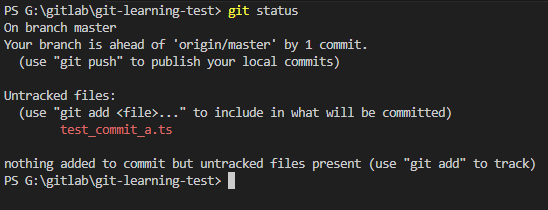 PS G:\gitlab\git-learning-test> git status
On branch master
Your branch is ahead of 'origin/master' by 1 commit.
  (use "git push" to publish your local commits)

Untracked files:
  (use "git add <file>..." to include in what will be committed)
        test_commit_a.ts

nothing added to commit but untracked files present (use "git add" to track)
PS G:\gitlab\git-learning-test>